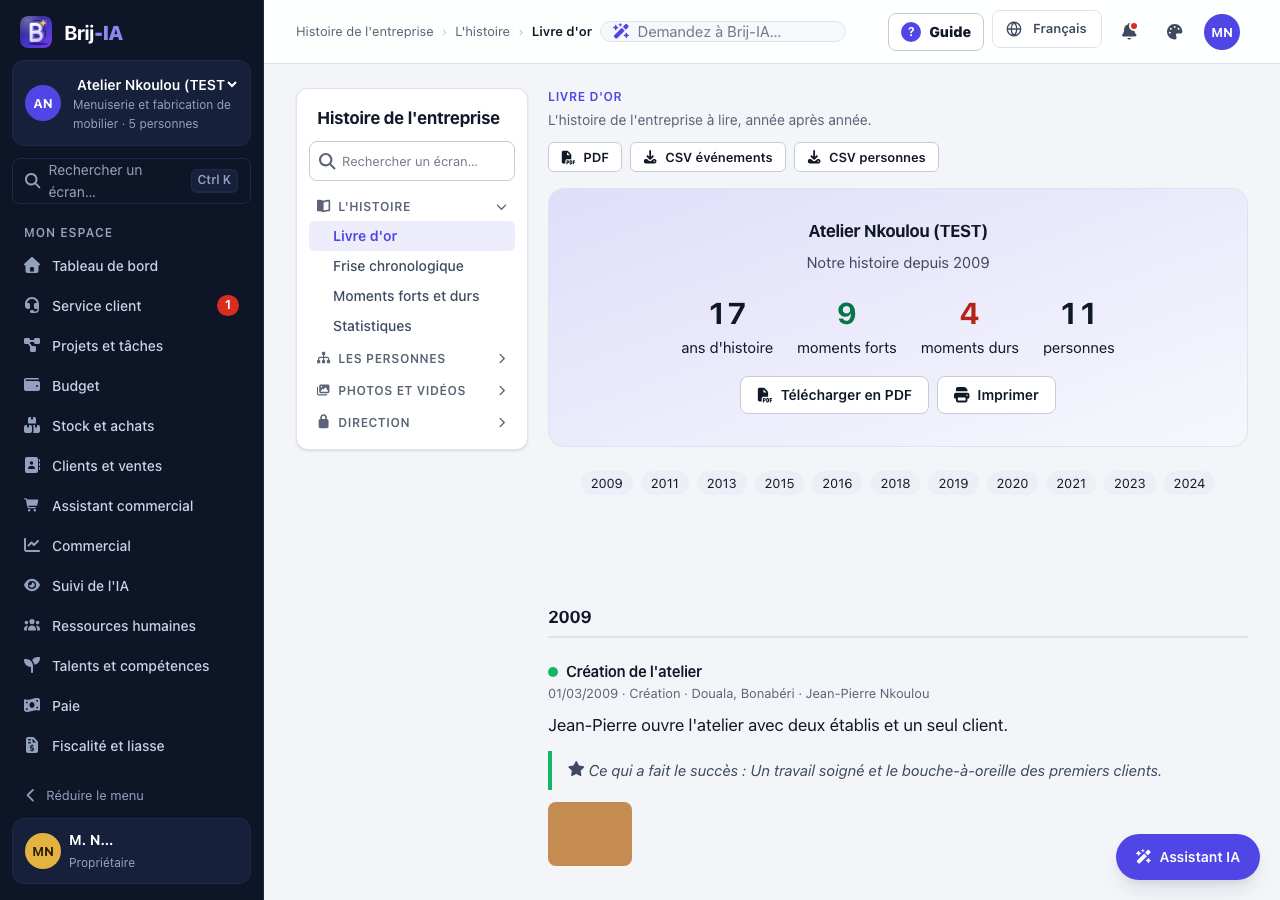 Brij-IA
AN
Atelier Nkoulou (TEST
Menuiserie et fabrication de
mobilier · 5 personnes
Rechercher un
écran...
Ctrl K
MON ESPACE
Tableau de bord
Service client
1
Projets et tâches
Budget
Stock et achats
Clients et ventes
Assistant commercial
Commercial
Suivi de l'IA
Ressources humaines
Talents et compétences
Paie
Fiscalité et liasse
Réduire le menu
MN
M. N...
Propriétaire
Histoire de l'entreprise › L'histoire › Livre d'or
Demandez à Brij-IA...
? Guide
Français
MN
Histoire de l'entreprise
Rechercher un écran...
L'HISTOIRE
Livre d'or
Frise chronologique
Moments forts et durs
Statistiques
LES PERSONNES
PHOTOS ET VIDÉOS
DIRECTION
LIVRE D'OR
L'histoire de l'entreprise à lire, année après année.
PDF
CSV événements
CSV personnes
Atelier Nkoulou (TEST)
Notre histoire depuis 2009
17 9 4 11
ans d'histoire moments forts moments durs personnes
Télécharger en PDF
Imprimer
2009 2011 2013 2015 2016 2018 2019 2020 2021 2023 2024
2009
Création de l'atelier
01/03/2009 · Création · Douala, Bonabéri · Jean-Pierre Nkoulou
Jean-Pierre ouvre l'atelier avec deux établis et un seul client.
Ce qui a fait le succès : Un travail soigné et le bouche-à-oreille des premiers clients.
Assistant IA